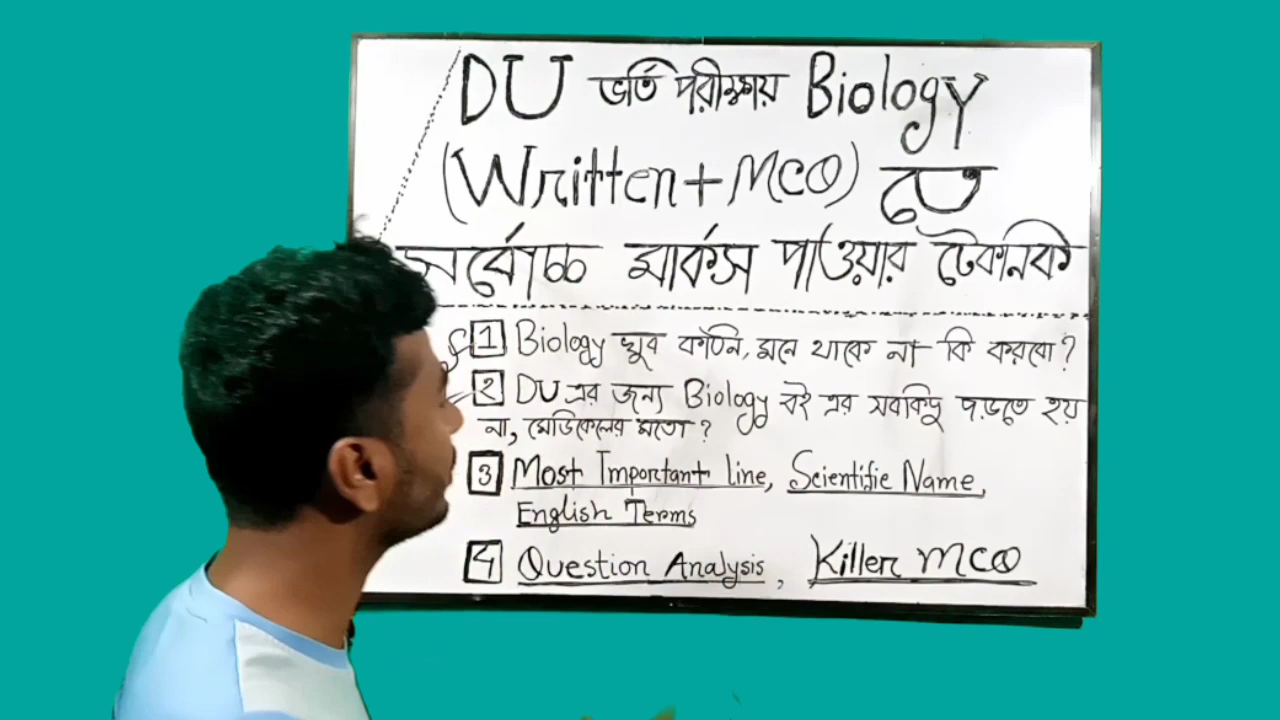 DU ভর্তি পরীক্ষায় Biology
(Written+MCQ) তে
সর্বোচ্চ মার্কস পাওয়ার টেকনিক
1 Biology খুব কঠিন, মনে থাকে না কি করবো?
2 DU এর জন্য Biology বই এর সবকিছু পড়তে হয়
না, মেডিকেলের মতো?
3 Most Important line, Scientific Name,
English Terms
4 Question Analysis, Killer MCQ